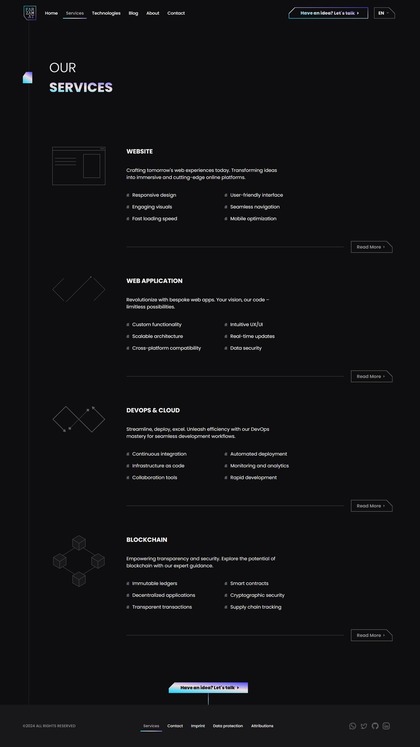 Home Services Technologies Blog About Contact Have an idea? Let's talk EN
OUR
SERVICES
WEBSITE
Crafting tomorrow's web experiences today. Transforming ideas
into immersive and cutting-edge online platforms.
# Responsive design # User-friendly interface
# Engaging visuals # Seamless navigation
# Fast loading speed # Mobile optimization
Read More
WEB APPLICATION
Revolutionize with bespoke web apps. Your vision, our code –
limitless possibilities.
# Custom functionality # Intuitive UX/UI
# Scalable architecture # Real-time updates
# Cross-platform compatibility # Data security
Read More
DEVOPS & CLOUD
Streamline, deploy, excel. Unleash efficiency with our DevOps
mastery for seamless development workflows.
# Continuous integration # Automated deployment
# Infrastructure as code # Monitoring and analytics
# Collaboration tools # Rapid development
Read More
BLOCKCHAIN
Empowering transparency and security. Explore the potential of
blockchain with our expert guidance.
# Immutable ledgers # Smart contracts
# Decentralized applications # Cryptographic security
# Transparent transactions # Supply chain tracking
Read More
Have an idea? Let's talk
©2024 ALL RIGHTS RESERVED Services Contact Imprint Data protection Attributions